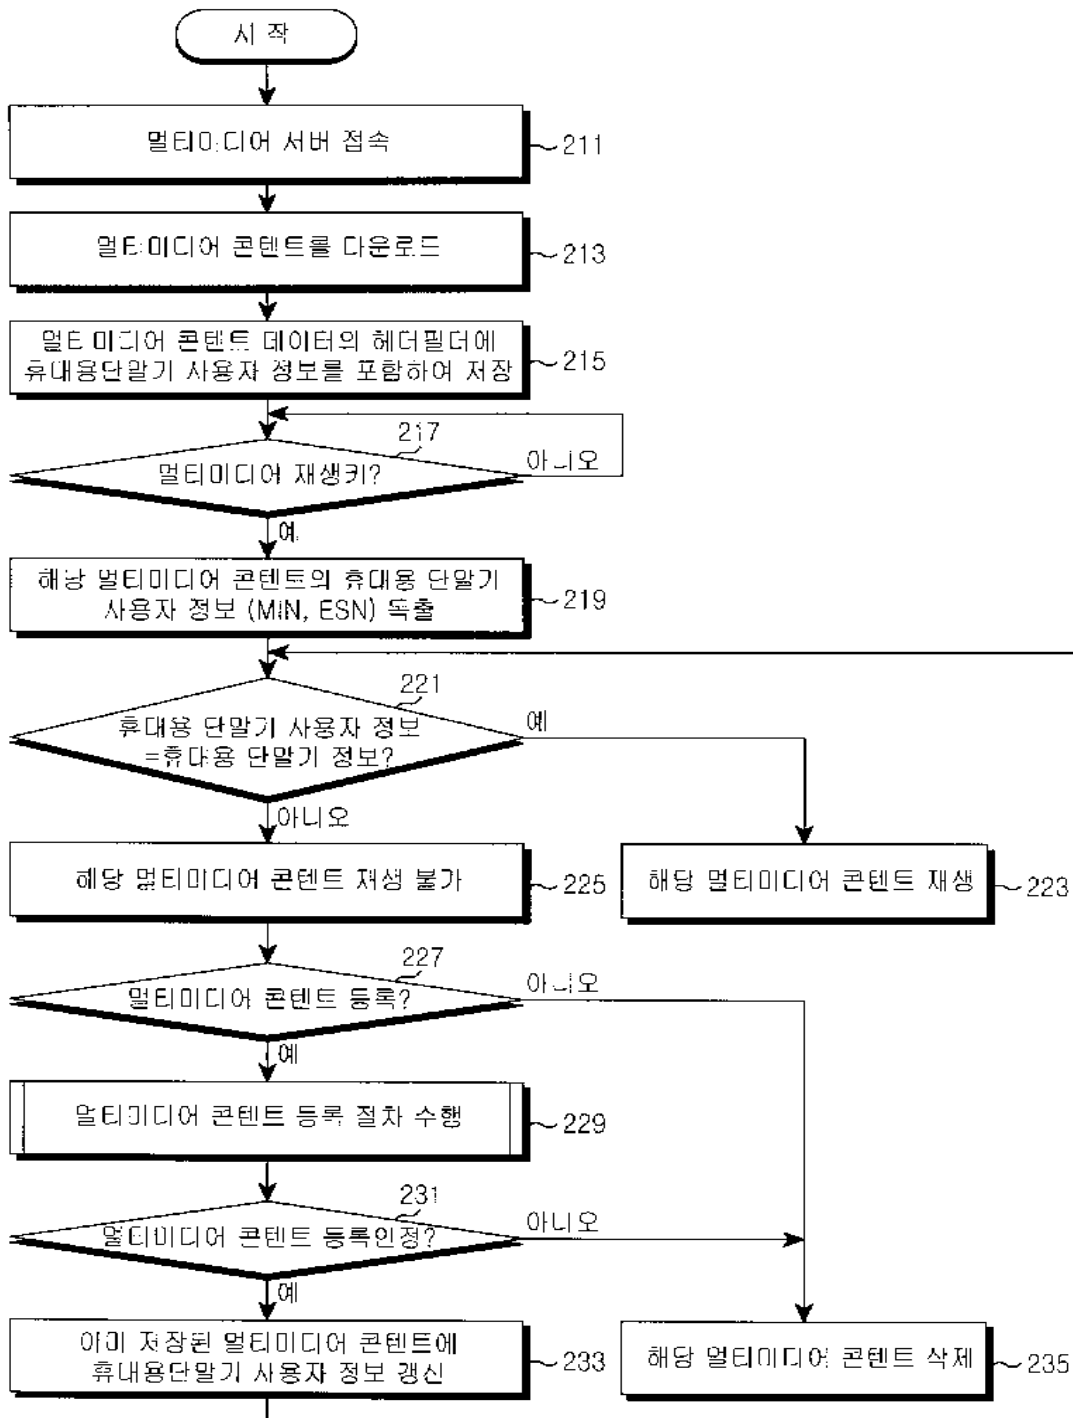 시 작
멀티미디어 서버 접속
211
멀티미디어 콘텐트를 다운로드
213
멀티미디어 콘텐트 데이터의 헤더필더에
휴대용단말기 사용자 정보를 포함하여 저장
215
217
멀티미디어 재생키?
아니오
예
해당 멀티미디어 콘텐트의 휴대용 단말기
사용자 정보 (MIN, ESN) 독출
219
221
휴대용 단말기 사용자 정보
=휴대용 단말기 정보?
예
아니오
해당 멀티미디어 콘텐트 재생 불가
225
해당 멀티미디어 콘텐트 재생
223
227
멀티미디어 콘텐트 등록?
아니오
예
멀티미디어 콘텐트 등록 절차 수행
229
231
멀티미디어 콘텐트 등록인정?
아니오
예
이미 저장된 멀티미디어 콘텐트에
휴대용단말기 사용자 정보 갱신
233
해당 멀티미디어 콘텐트 삭제
235